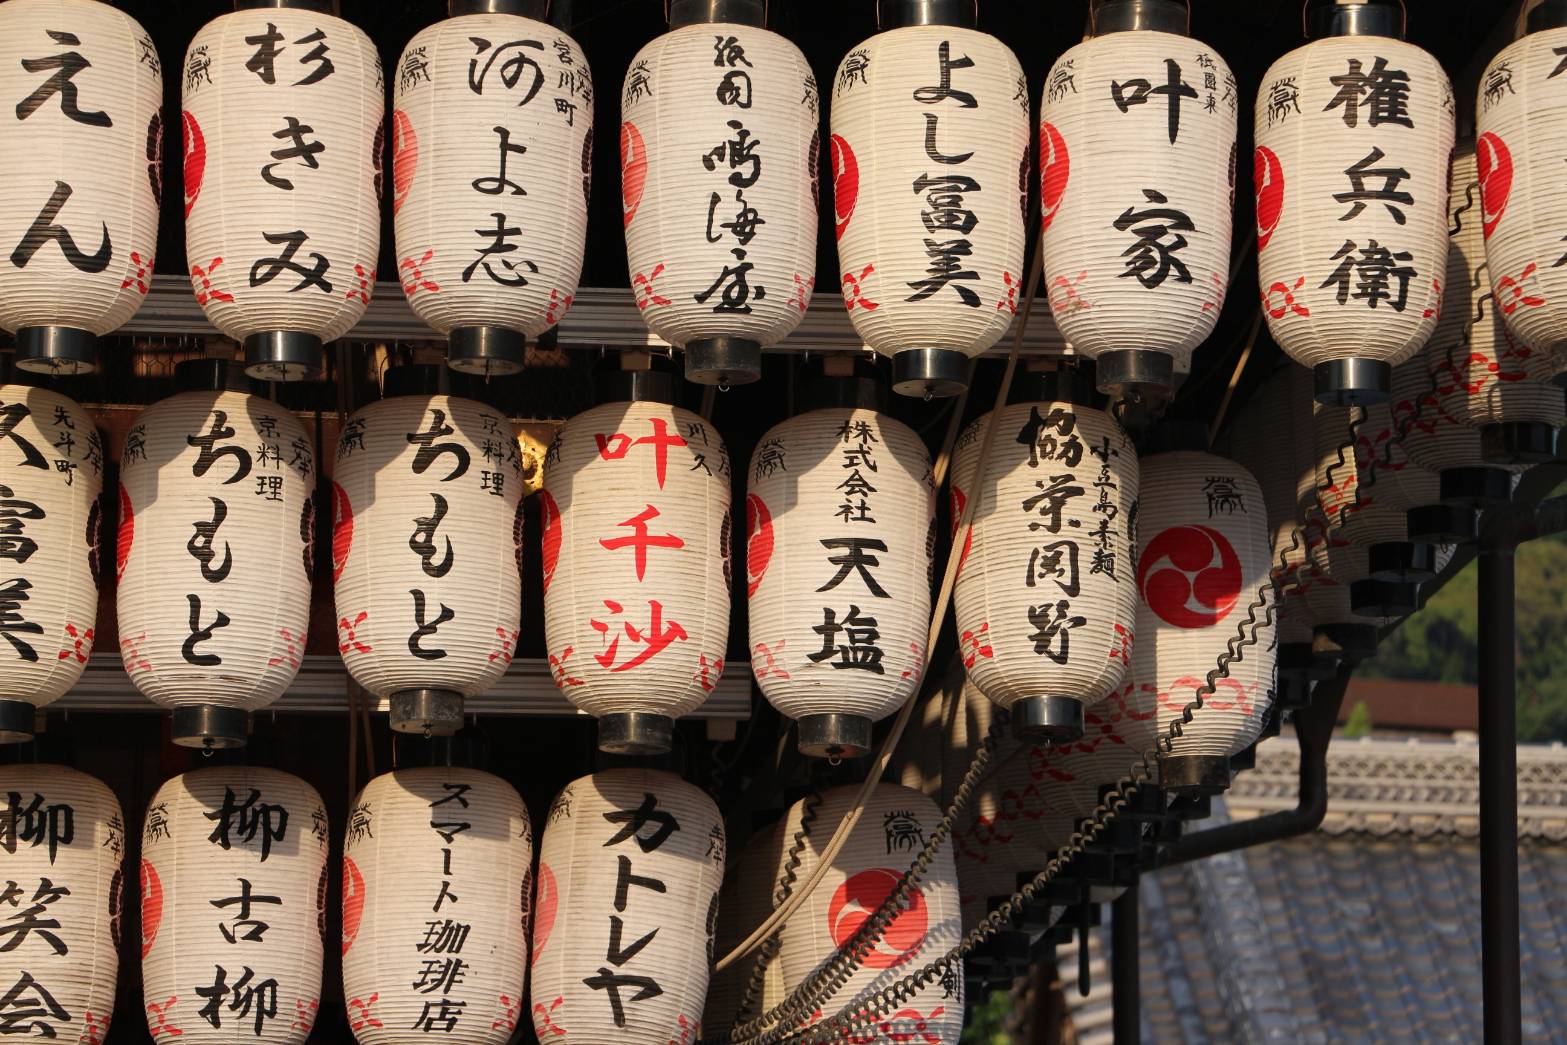 えん
杉きみ
宮川町
河よ志
祇園
鳴海屋
よし冨美
祇園東
叶家
権兵衛
先斗町
富美
京料理
ちもと
京料理
ちもと
川久
叶千沙
株式会社
天塩
小豆島素麺
協栄岡野
柳笑会
柳古柳
スマート珈琲店
カトレヤ